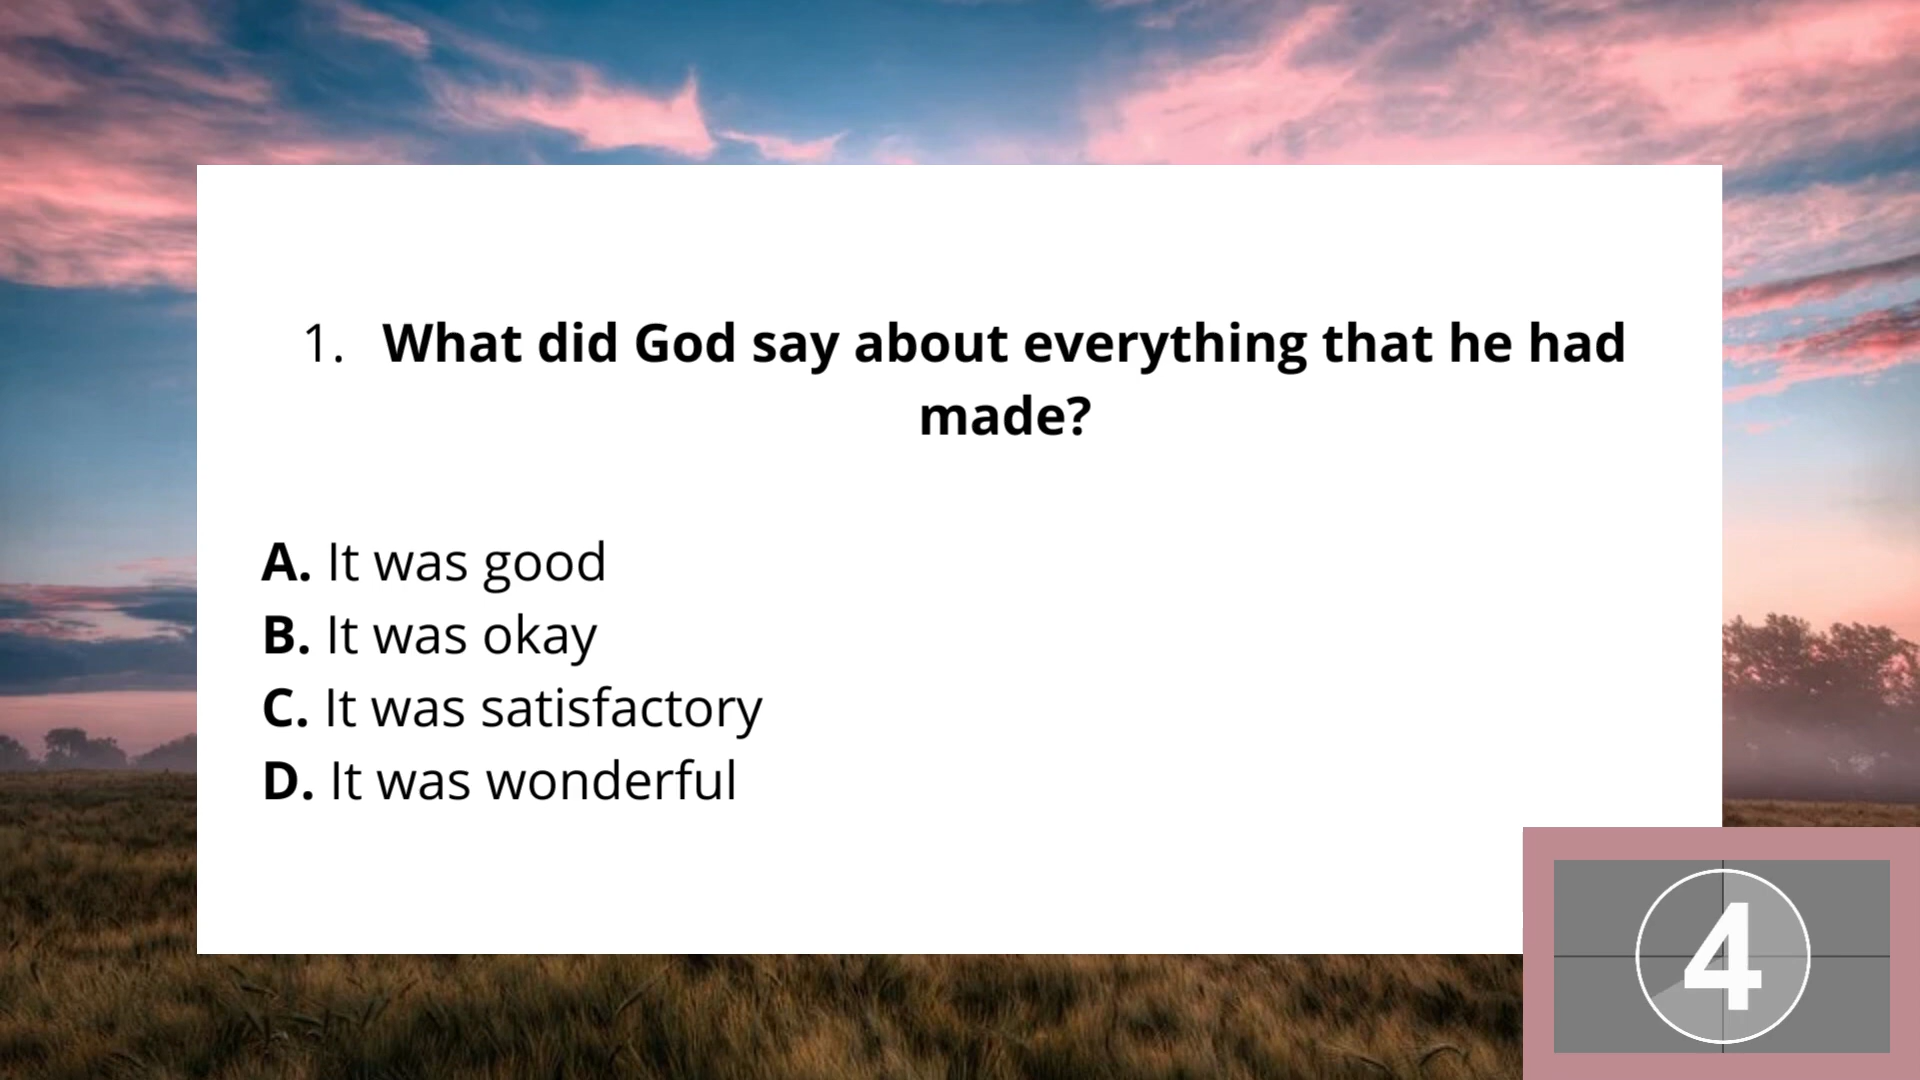 1. What did God say about everything that he had
made?
A. It was good
B. It was okay
C. It was satisfactory
D. It was wonderful
4